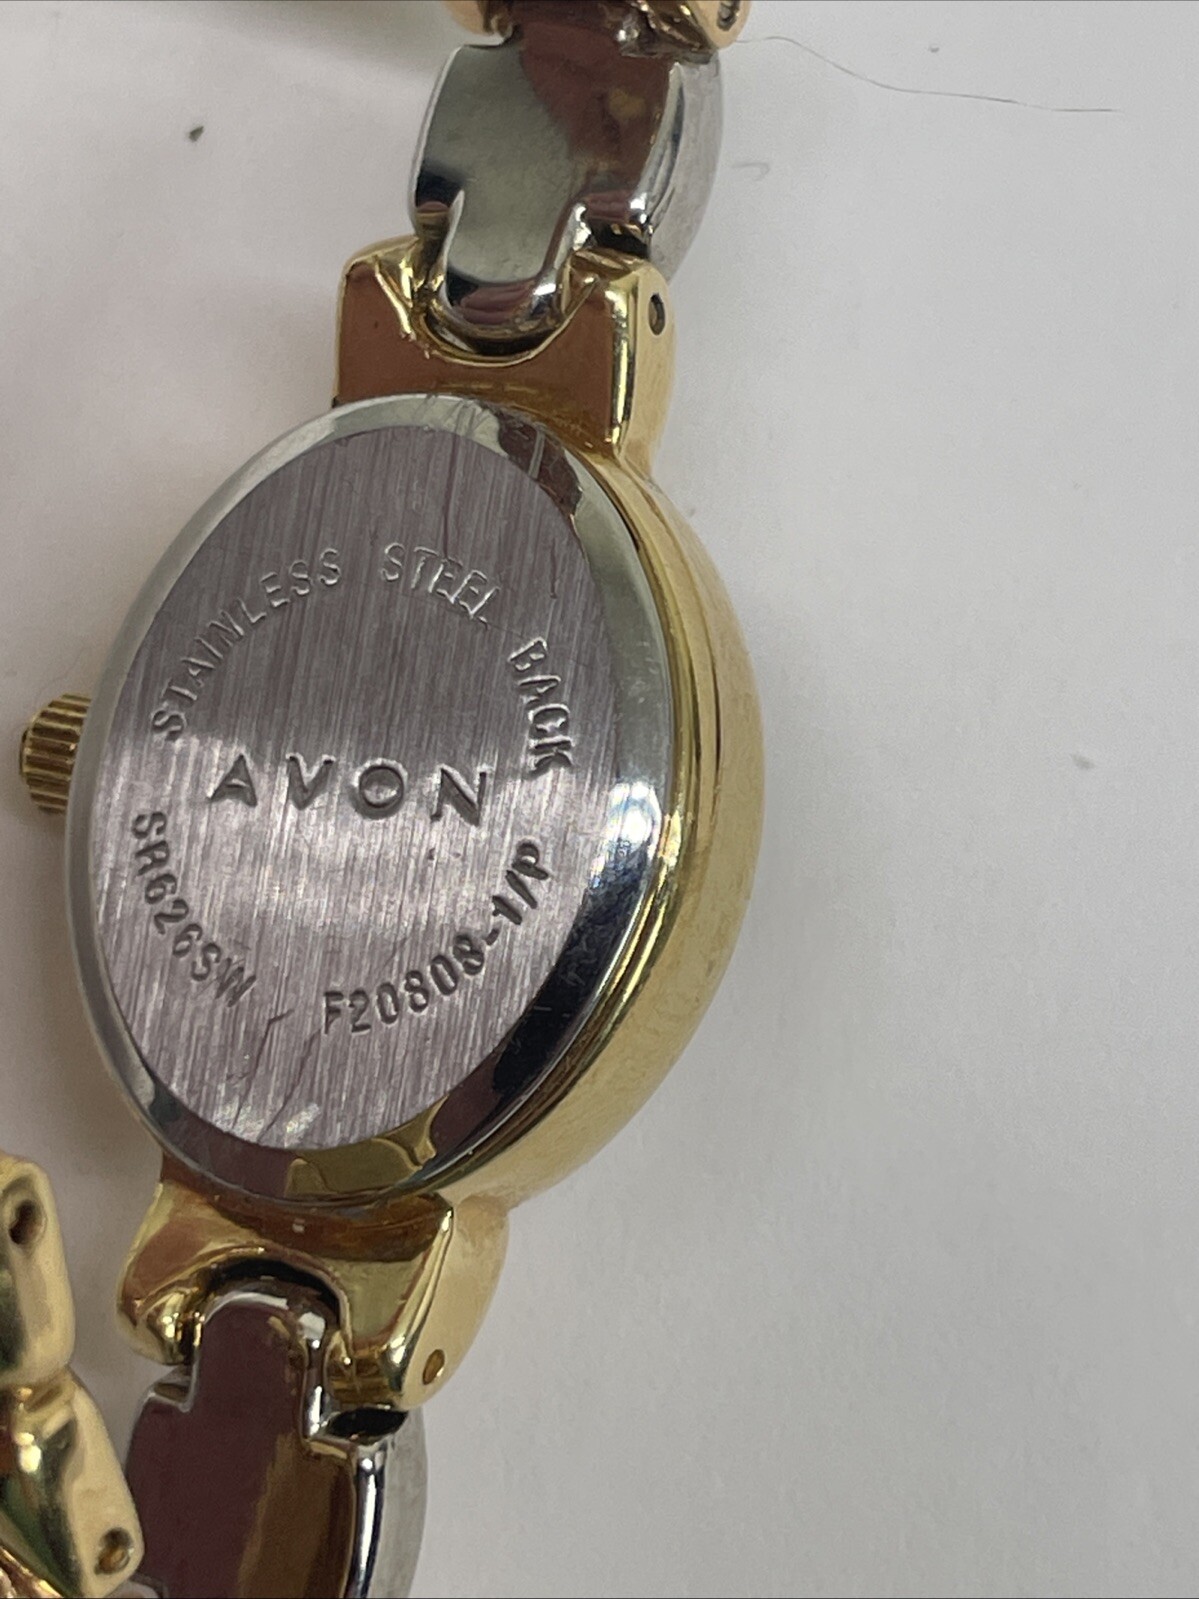 STAINLESS STEEL BACK
AVON
SR626SW F20808-1/P